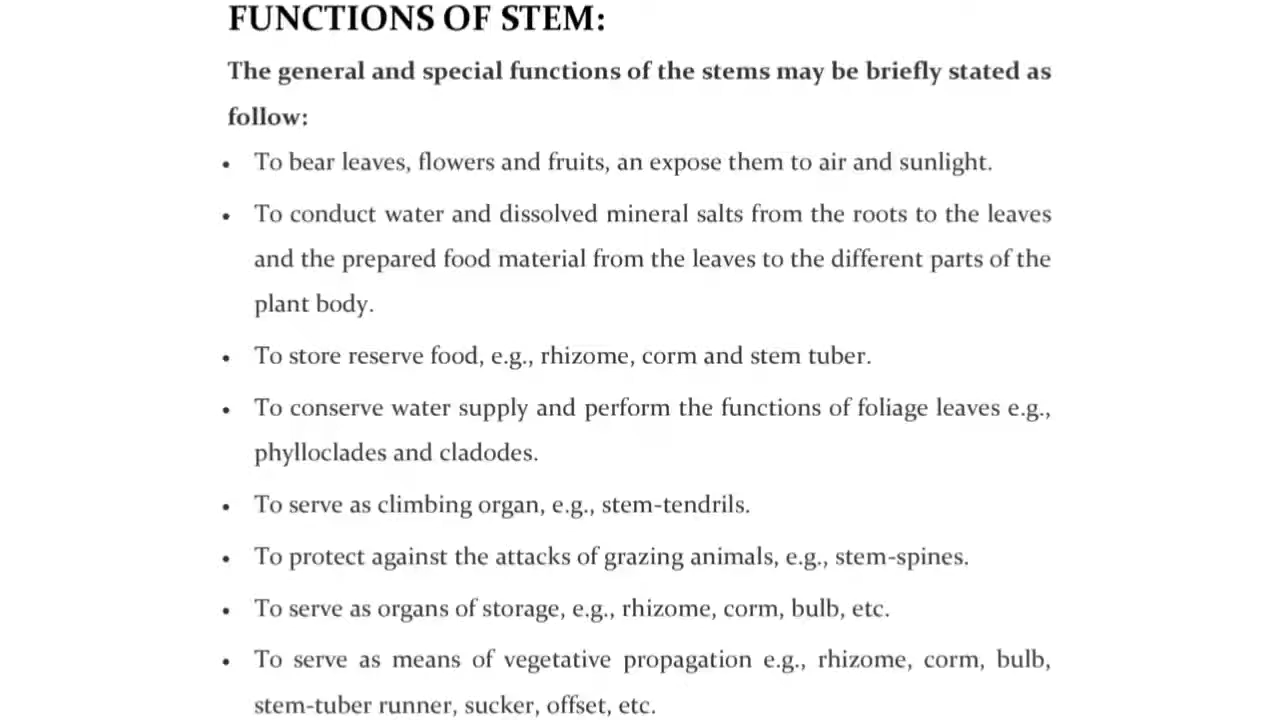 FUNCTIONS OF STEM:
The general and special functions of the stems may be briefly stated as
follow:
• To bear leaves, flowers and fruits, an expose them to air and sunlight.
• To conduct water and dissolved mineral salts from the roots to the leaves
and the prepared food material from the leaves to the different parts of the
plant body.
• To store reserve food, e.g., rhizome, corm and stem tuber.
• To conserve water supply and perform the functions of foliage leaves e.g.,
phylloclades and cladodes.
• To serve as climbing organ, e.g., stem-tendrils.
• To protect against the attacks of grazing animals, e.g., stem-spines.
• To serve as organs of storage, e.g., rhizome, corm, bulb, etc.
• To serve as means of vegetative propagation e.g., rhizome, corm, bulb,
stem-tuber runner, sucker, offset, etc.